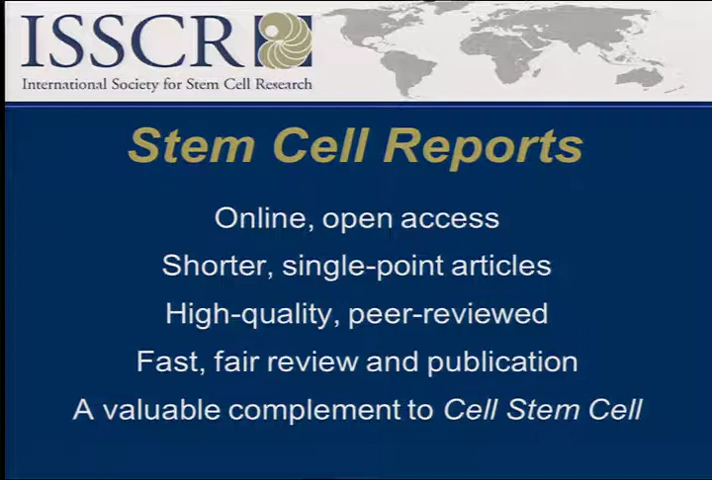 ISSCR
International Society for Stem Cell Research
Stem Cell Reports
Online, open access
Shorter, single-point articles
High-quality, peer-reviewed
Fast, fair review and publication
A valuable complement to Cell Stem Cell